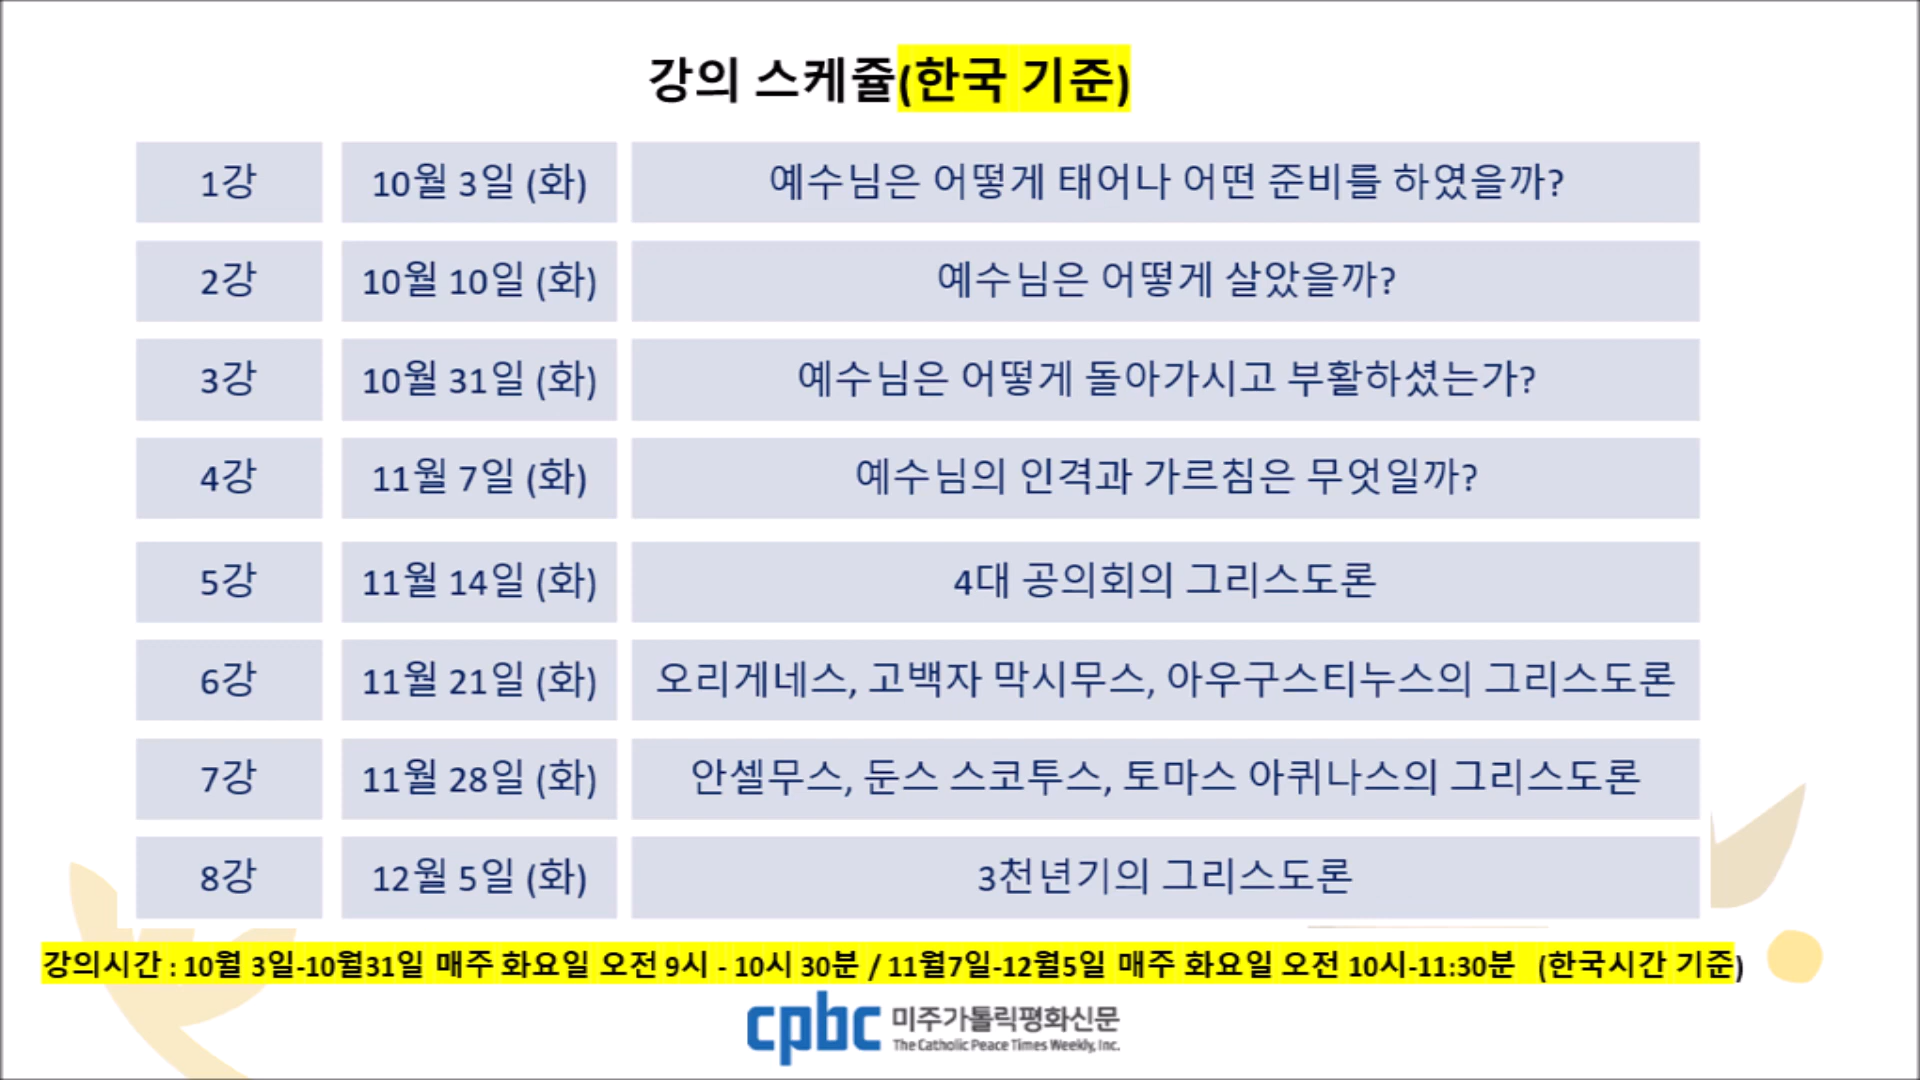 강의 스케쥴(한국 기준)
1강 10월 3일 (화) 예수님은 어떻게 태어나 어떤 준비를 하였을까?
2강 10월 10일 (화) 예수님은 어떻게 살았을까?
3강 10월 31일 (화) 예수님은 어떻게 돌아가시고 부활하셨는가?
4강 11월 7일 (화) 예수님의 인격과 가르침은 무엇일까?
5강 11월 14일 (화) 4대 공의회의 그리스도론
6강 11월 21일 (화) 오리게네스, 고백자 막시무스, 아우구스티누스의 그리스도론
7강 11월 28일 (화) 안셀무스, 둔스 스코투스, 토마스 아퀴나스의 그리스도론
8강 12월 5일 (화) 3천년기의 그리스도론
강의시간 : 10월 3일-10월31일 매주 화요일 오전 9시 - 10시 30분 / 11월7일-12월5일 매주 화요일 오전 10시-11:30분 (한국시간 기준)
cpbc 미주가톨릭평화신문
The Catholic Peace Times Weekly, Inc.